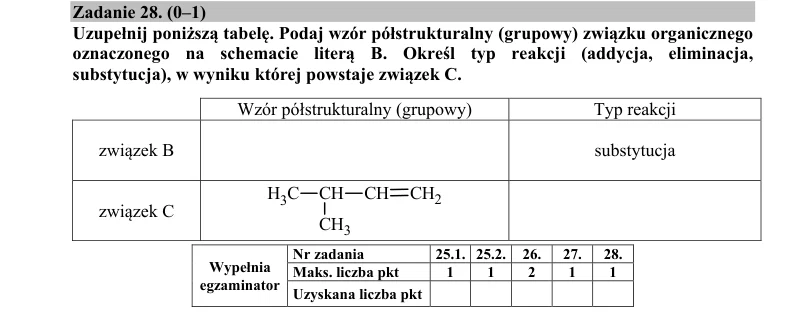 Zadanie 28. (0–1)
Uzupełnij poniższą tabelę. Podaj wzór półstrukturalny (grupowy) związku organicznego
oznaczonego na schemacie literą B. Określ typ reakcji (addycja, eliminacja,
substytucja), w wyniku której powstaje związek C.
Wzór półstrukturalny (grupowy) Typ reakcji
związek B substytucja
związek C H3C—CH—CH=CH2
CH3
Wypełnia egzaminator Nr zadania 25.1. 25.2. 26. 27. 28.
Maks. liczba pkt 1 1 2 1 1
Uzyskana liczba pkt